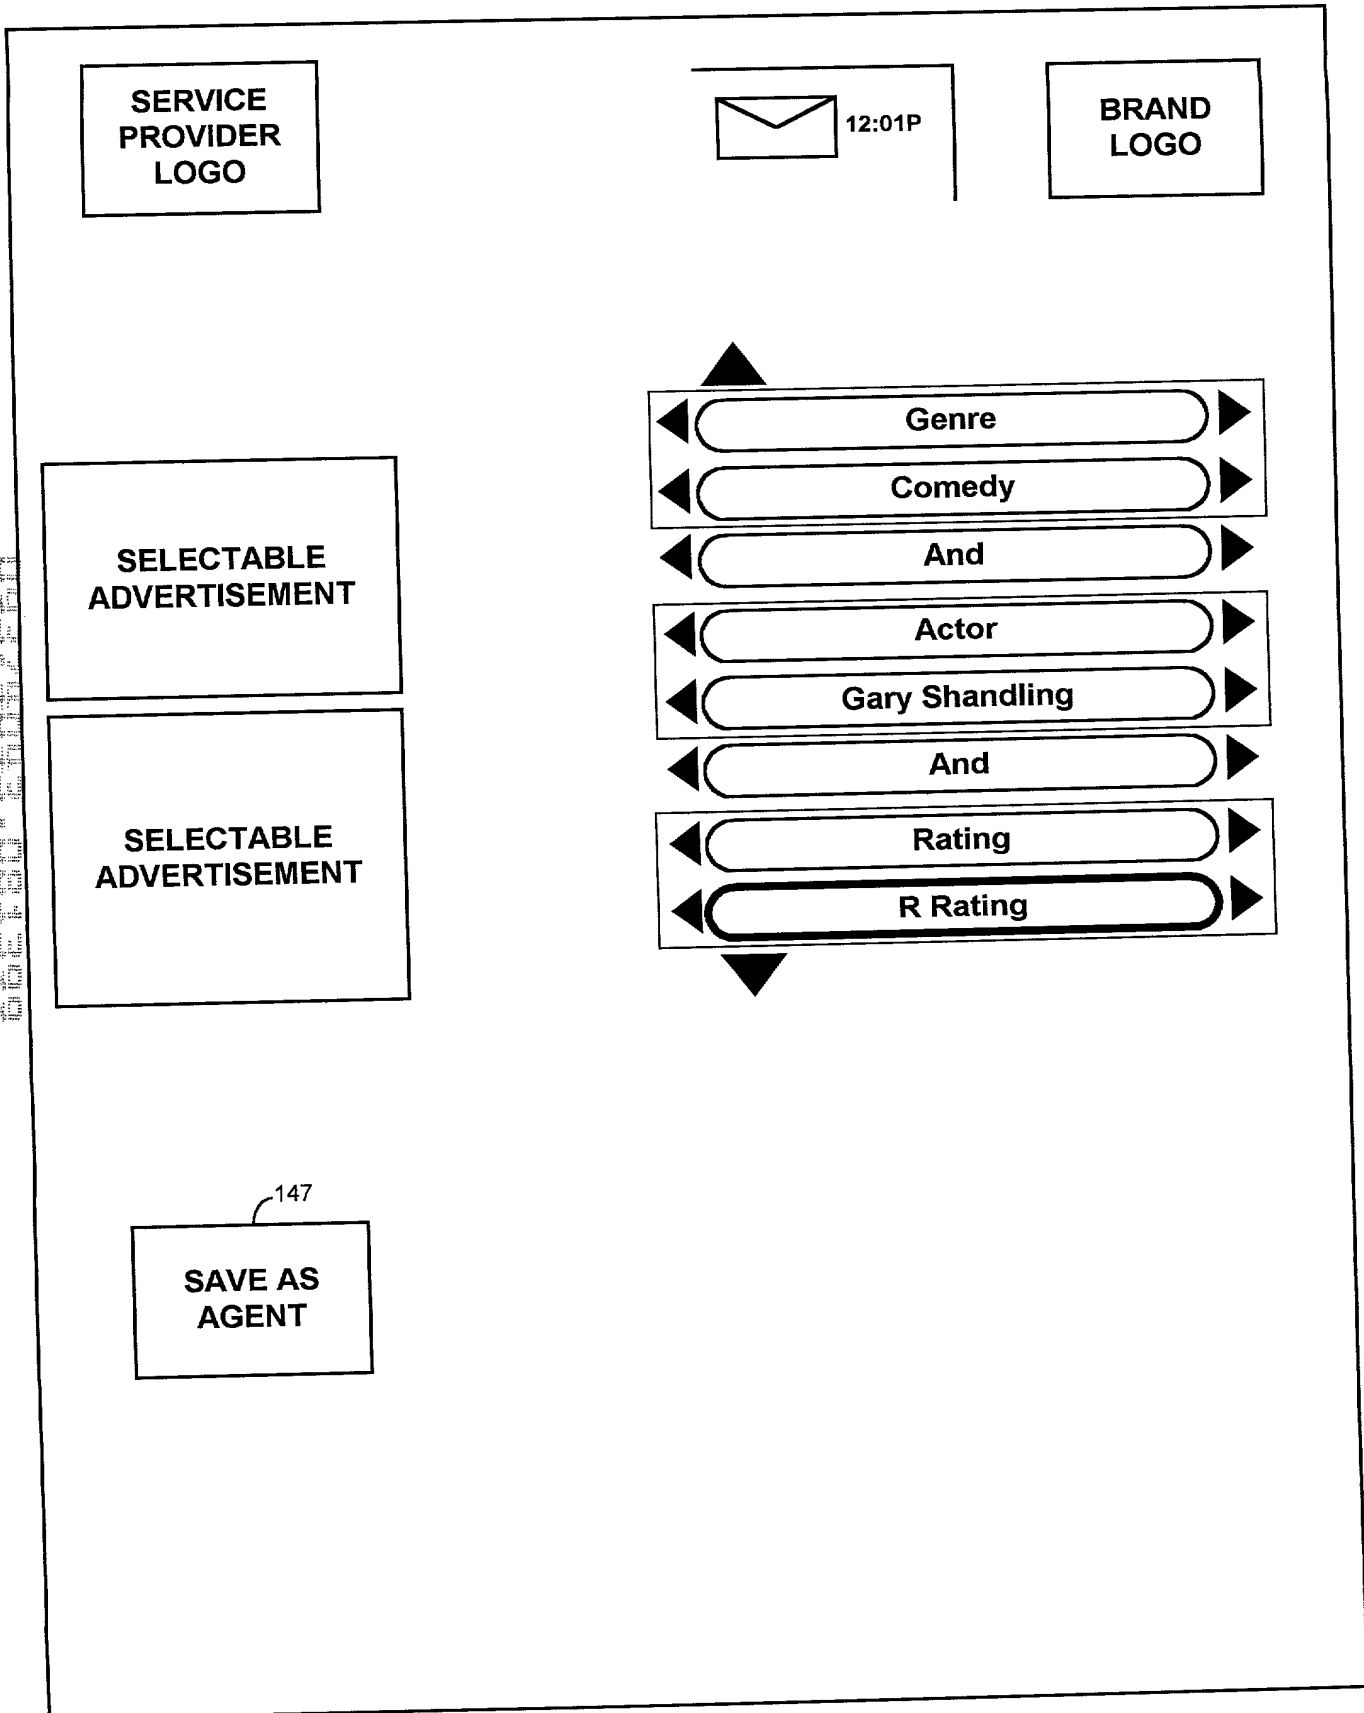 SERVICE
PROVIDER
LOGO
12:01P
BRAND
LOGO
Genre
Comedy
And
Actor
Gary Shandling
And
Rating
R Rating
SELECTABLE
ADVERTISEMENT
SELECTABLE
ADVERTISEMENT
147
SAVE AS
AGENT